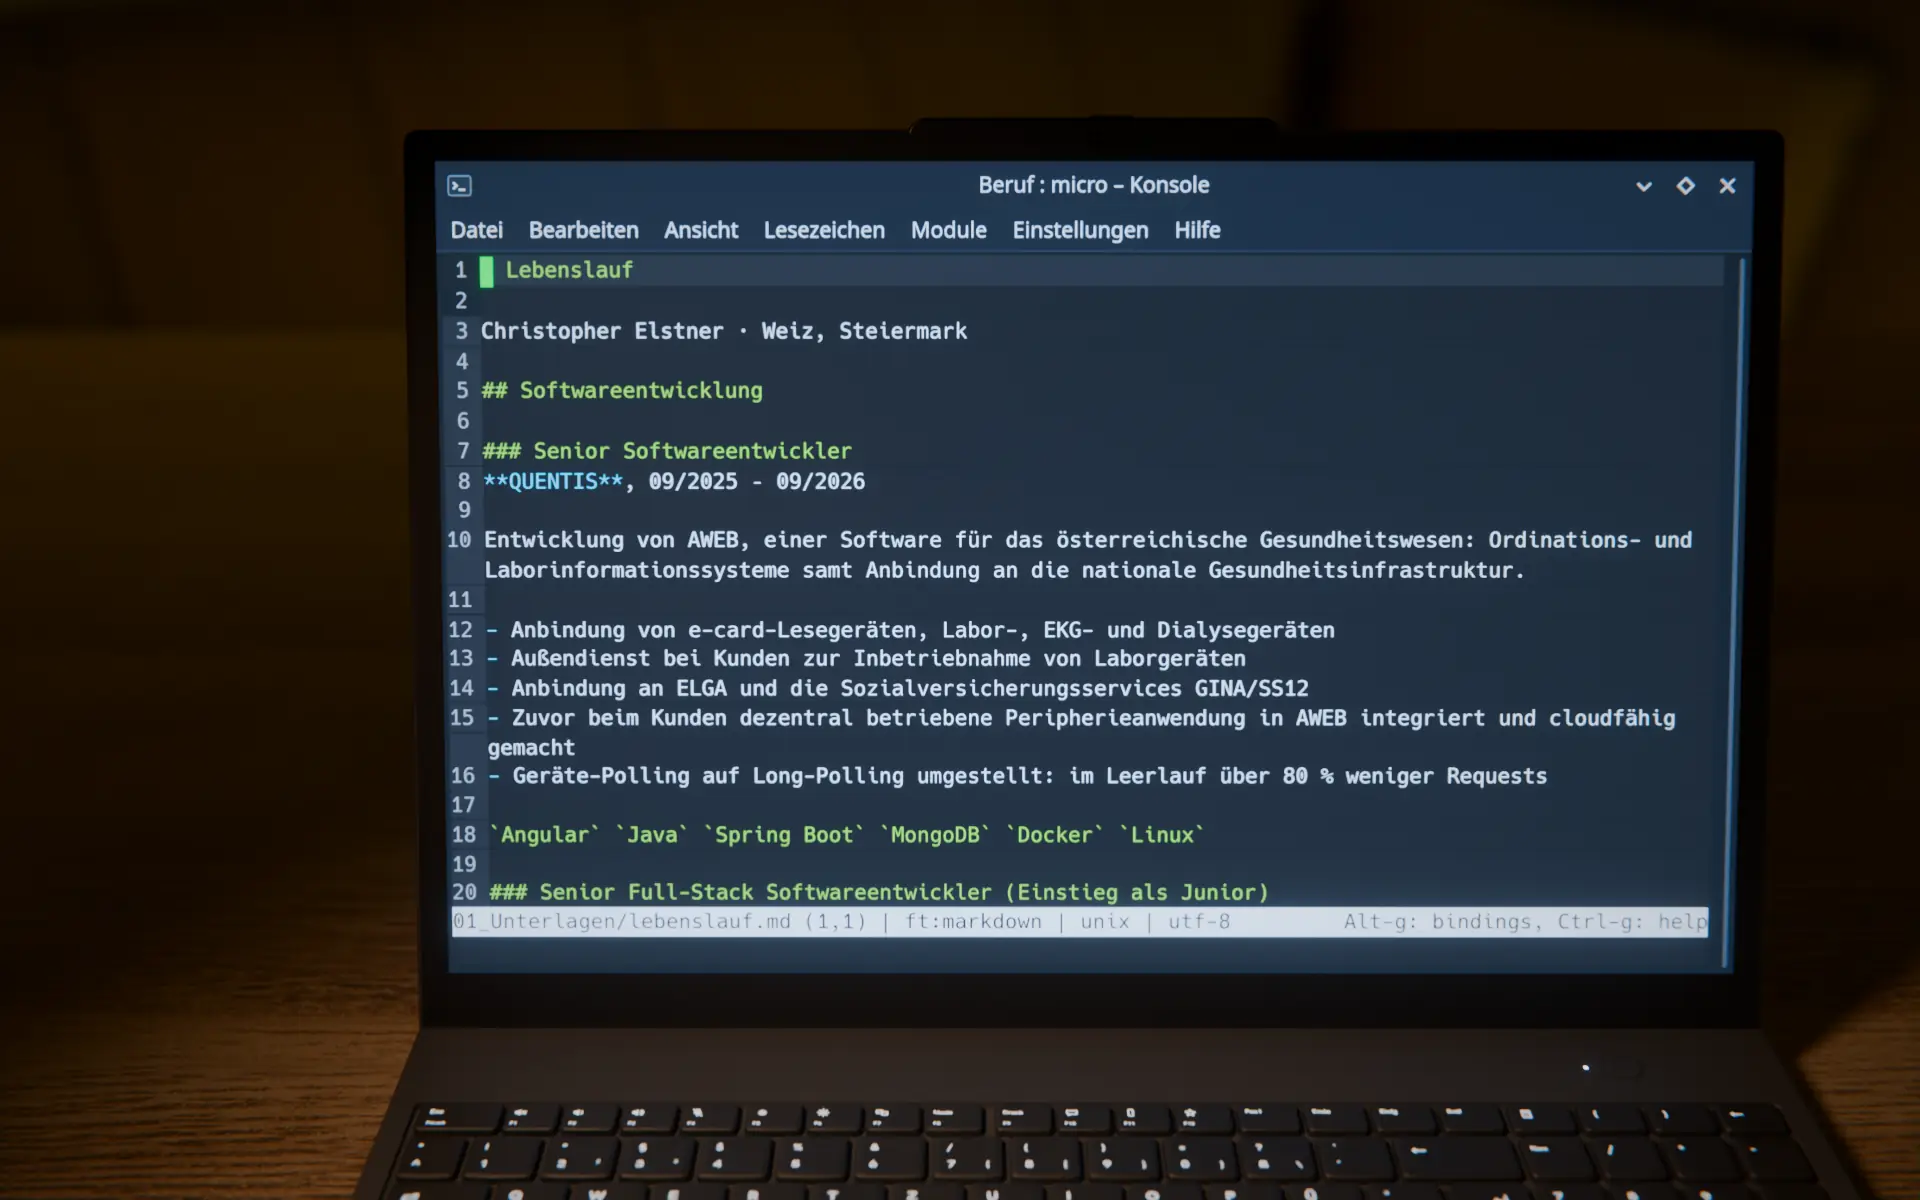 Beruf : micro – Konsole
Datei Bearbeiten Ansicht Lesezeichen Module Einstellungen Hilfe
1 Lebenslauf
2
3 Christopher Elstner · Weiz, Steiermark
4
5 ## Softwareentwicklung
6
7 ### Senior Softwareentwickler
8 **QUENTIS**, 09/2025 - 09/2026
9
10 Entwicklung von AWEB, einer Software für das österreichische Gesundheitswesen: Ordinations- und
Laborinformationssysteme samt Anbindung an die nationale Gesundheitsinfrastruktur.
11
12 - Anbindung von e-card-Lesegeräten, Labor-, EKG- und Dialysegeräten
13 - Außendienst bei Kunden zur Inbetriebnahme von Laborgeräten
14 - Anbindung an ELGA und die Sozialversicherungsservices GINA/SS12
15 - Zuvor beim Kunden dezentral betriebene Peripherieanwendung in AWEB integriert und cloudfähig
gemacht
16 - Geräte-Polling auf Long-Polling umgestellt: im Leerlauf über 80 % weniger Requests
17
18 `Angular` `Java` `Spring Boot` `MongoDB` `Docker` `Linux`
19
20 ### Senior Full-Stack Softwareentwickler (Einstieg als Junior)
01_Unterlagen/lebenslauf.md (1,1) | ft:markdown | unix | utf-8 Alt-g: bindings, Ctrl-g: help